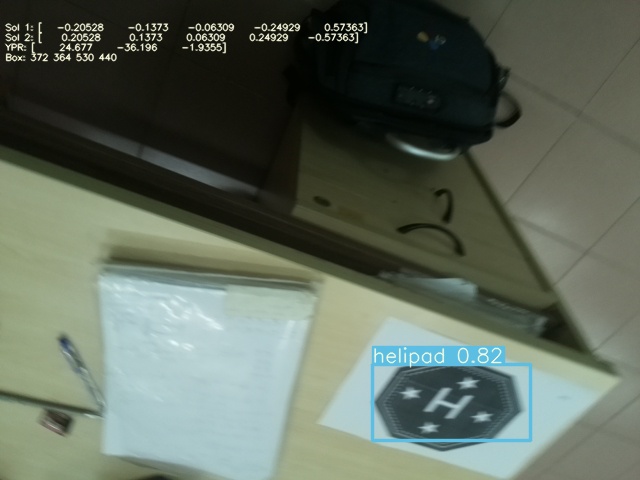 Sol 1: [ -0.20528 -0.1373 -0.06309 -0.24929 0.57363]
Sol 2: [ 0.20528 0.1373 0.06309 0.24929 -0.57363]
YPR: [ 24.677 -36.196 -1.9355]
Box: 372 364 530 440
helipad 0.82
H